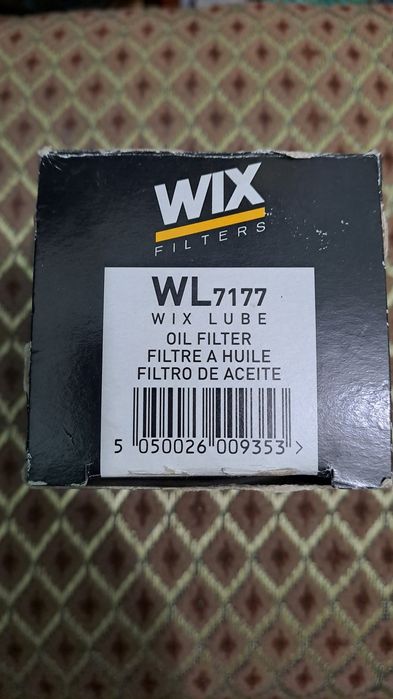 WIX
FILTERS
WL7177
WIX LUBE
OIL FILTER
FILTRE A HUILE
FILTRO DE ACEITE
5 050026 009353 >